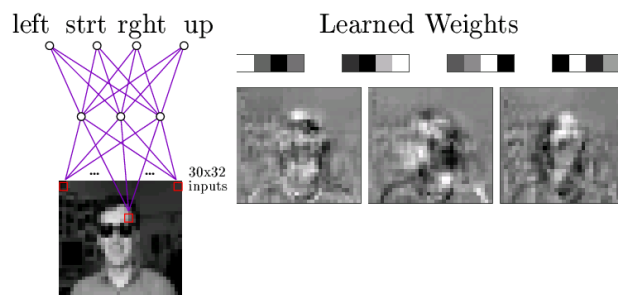 left strt rght up
Learned Weights
... ...
30x32
inputs